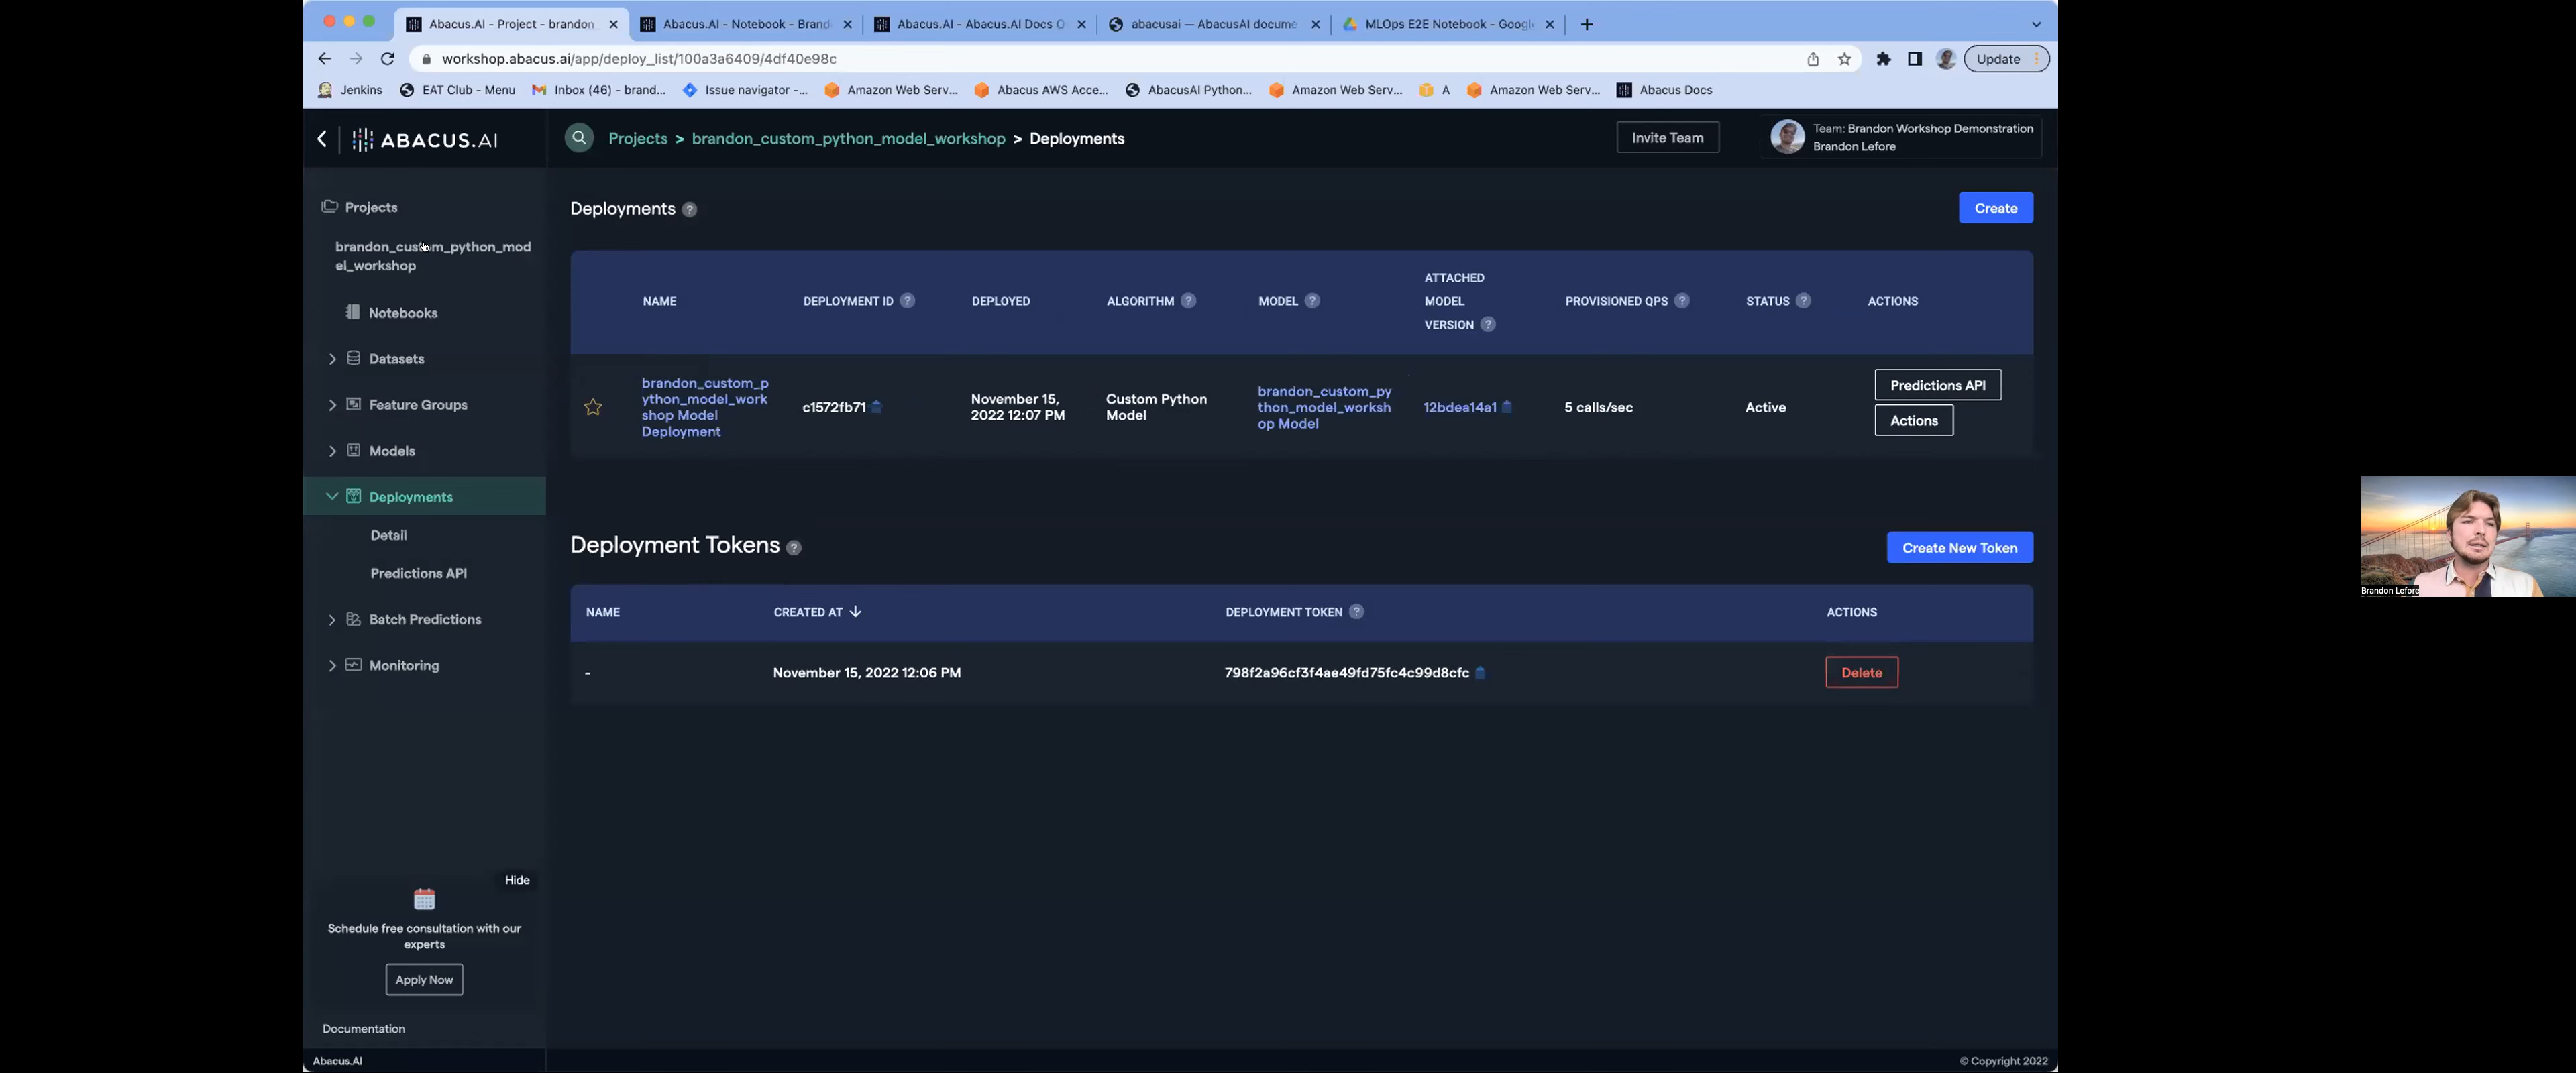 Abacus.AI - Project - brandon_
Abacus.AI - Notebook - Brand
Abacus.AI - Abacus.AI Docs O
abacusai — AbacusAI docume
MLOps E2E Notebook - Googl
workshop.abacus.ai/app/deploy_list/100a3a6409/4df40e98c
Update
Jenkins
EAT Club - Menu
Inbox (46) - brand...
Issue navigator -...
Amazon Web Serv...
Abacus AWS Acce...
AbacusAI Python...
Amazon Web Serv...
A
Amazon Web Serv...
Abacus Docs
ABACUS.AI
Projects > brandon_custom_python_model_workshop > Deployments
Invite Team
Team: Brandon Workshop Demonstration
Brandon Lefore
Projects
brandon_custom_python_mod
el_workshop
Notebooks
Datasets
Feature Groups
Models
Deployments
Detail
Predictions API
Batch Predictions
Monitoring
Hide
Schedule free consultation with our
experts
Apply Now
Documentation
Deployments ?
Create
NAME
DEPLOYMENT ID ?
DEPLOYED
ALGORITHM ?
MODEL ?
ATTACHED
MODEL
VERSION ?
PROVISIONED QPS ?
STATUS ?
ACTIONS
brandon_custom_p
ython_model_work
shop Model
Deployment
c1572fb71
November 15,
2022 12:07 PM
Custom Python
Model
brandon_custom_py
thon_model_worksh
op Model
12bdea14a1
5 calls/sec
Active
Predictions API
Actions
Deployment Tokens ?
Create New Token
NAME
CREATED AT
DEPLOYMENT TOKEN ?
ACTIONS
-
November 15, 2022 12:06 PM
798f2a96cf3f4ae49fd75fc4c99d8cfc
Delete
Abacus.AI
© Copyright 2022
Brandon Lefore